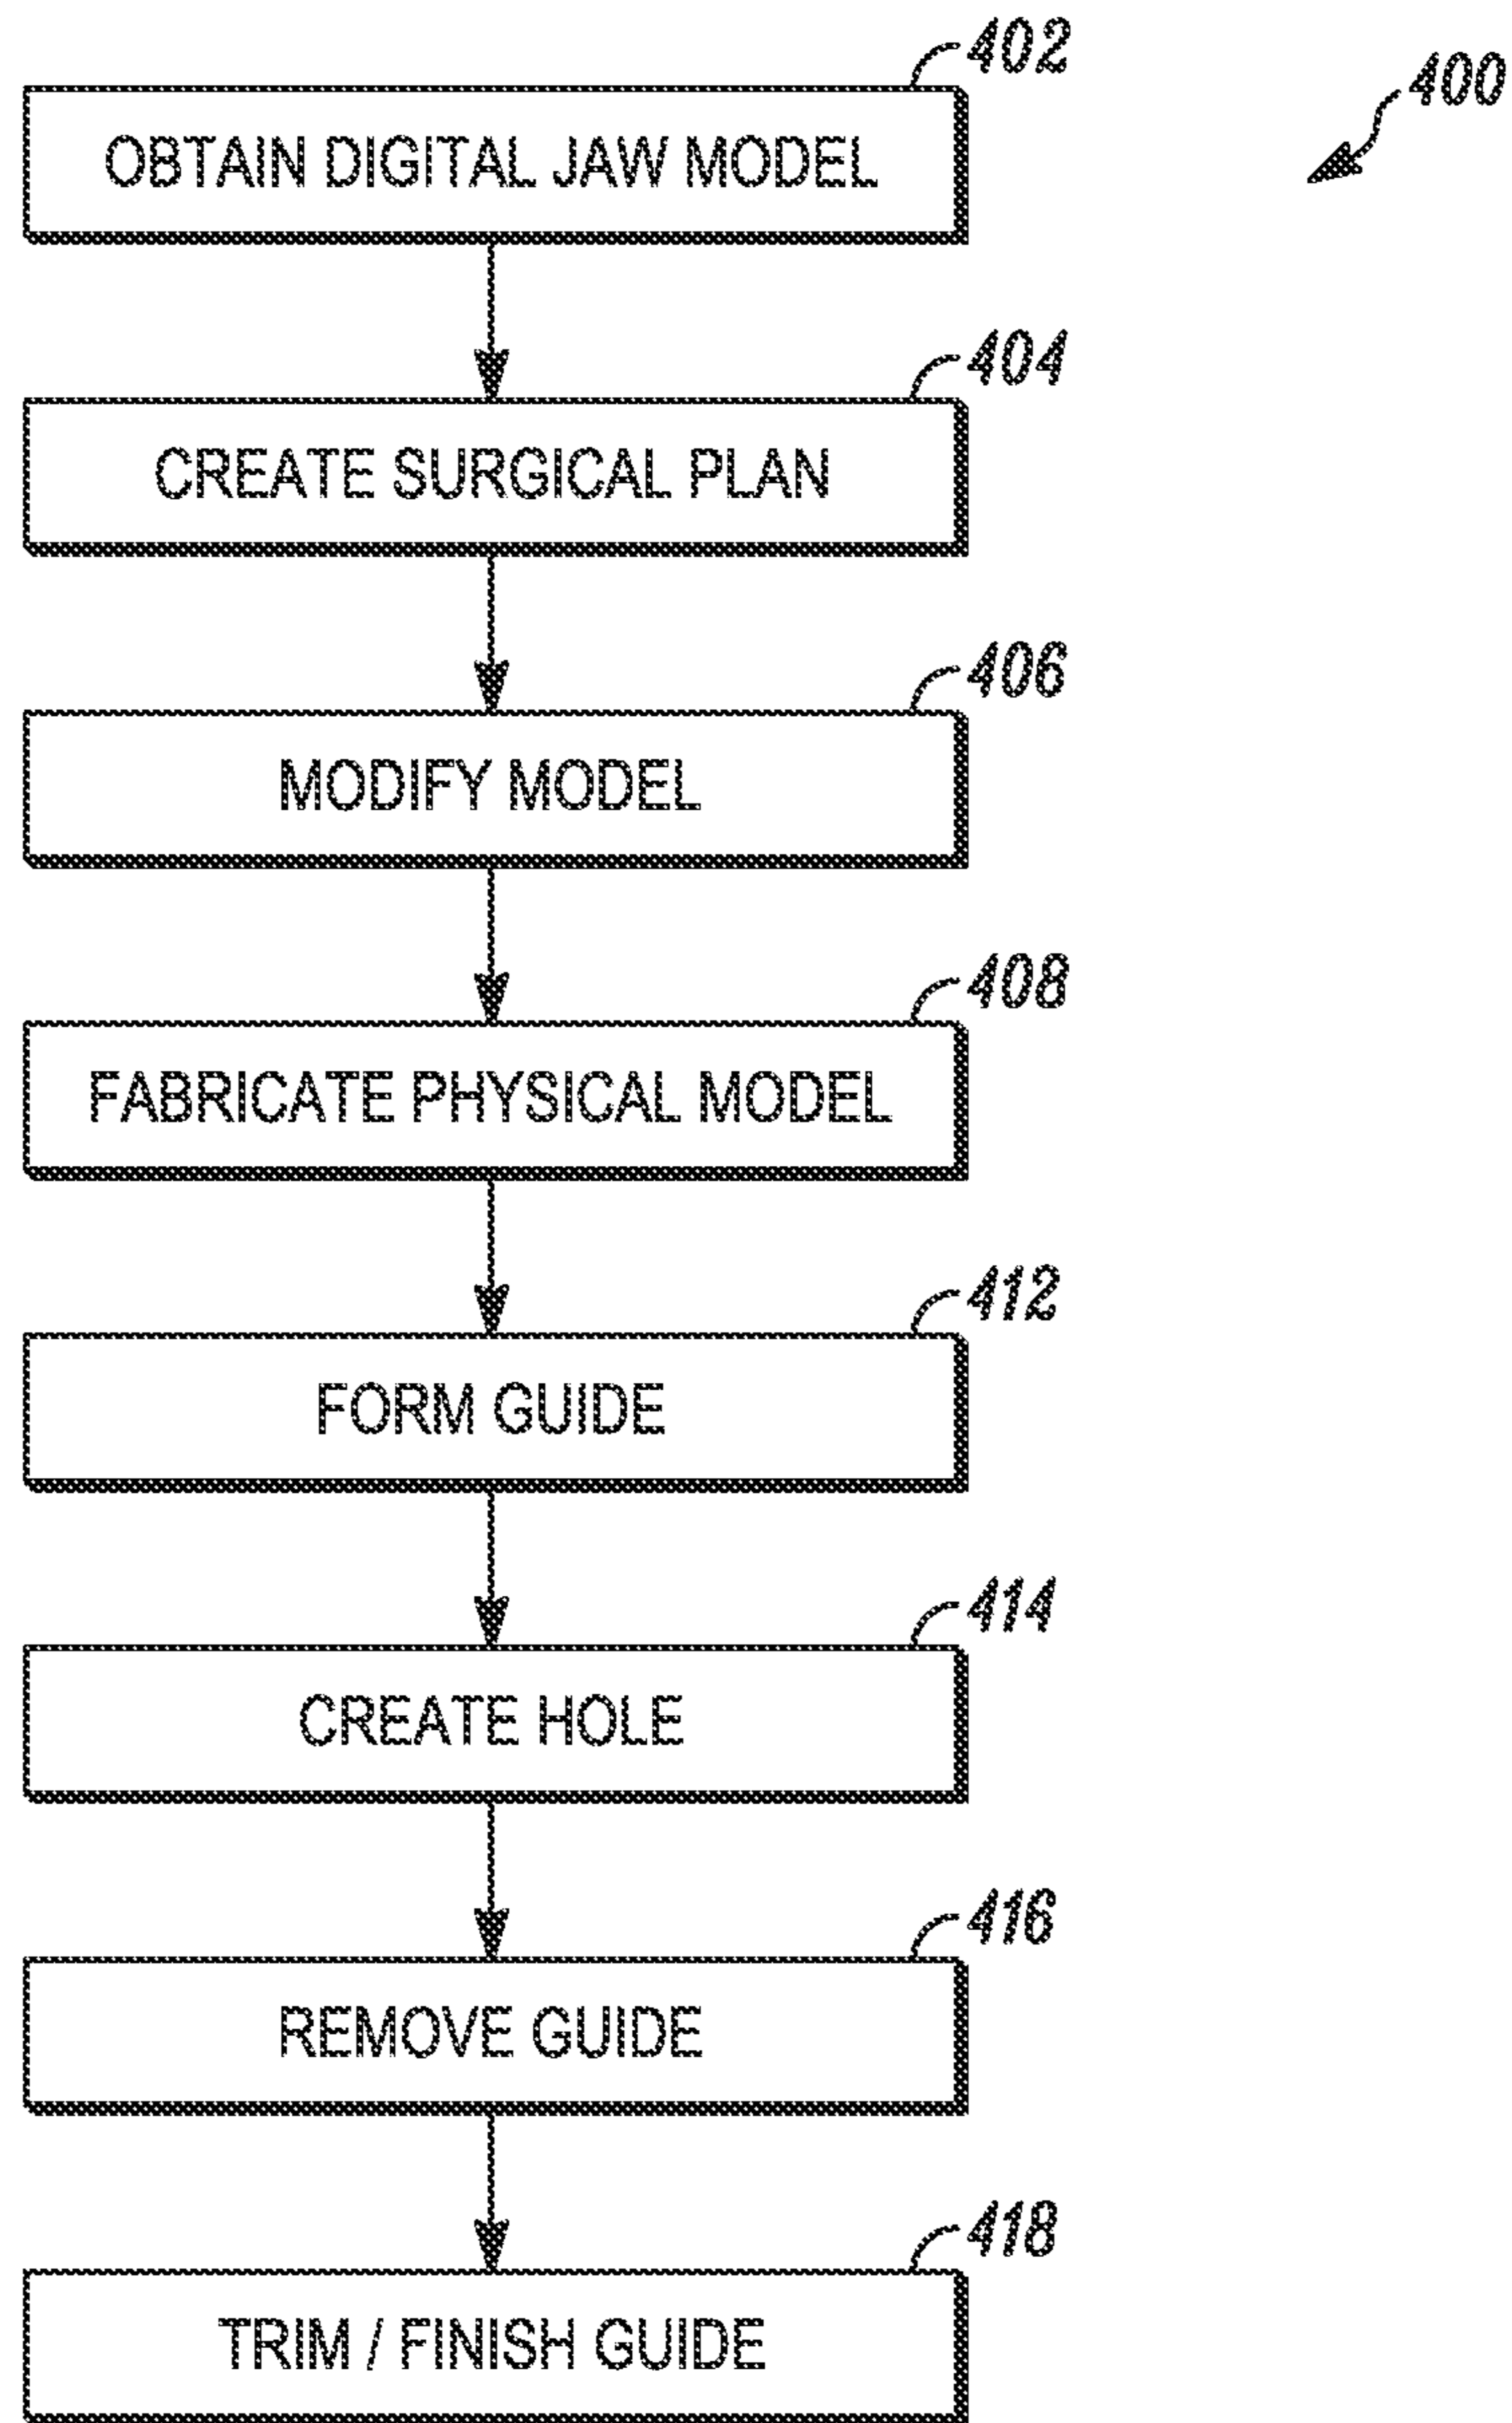 402
400
OBTAIN DIGITAL JAW MODEL
404
CREATE SURGICAL PLAN
406
MODIFY MODEL
408
FABRICATE PHYSICAL MODEL
412
FORM GUIDE
414
CREATE HOLE
416
REMOVE GUIDE
418
TRIM / FINISH GUIDE